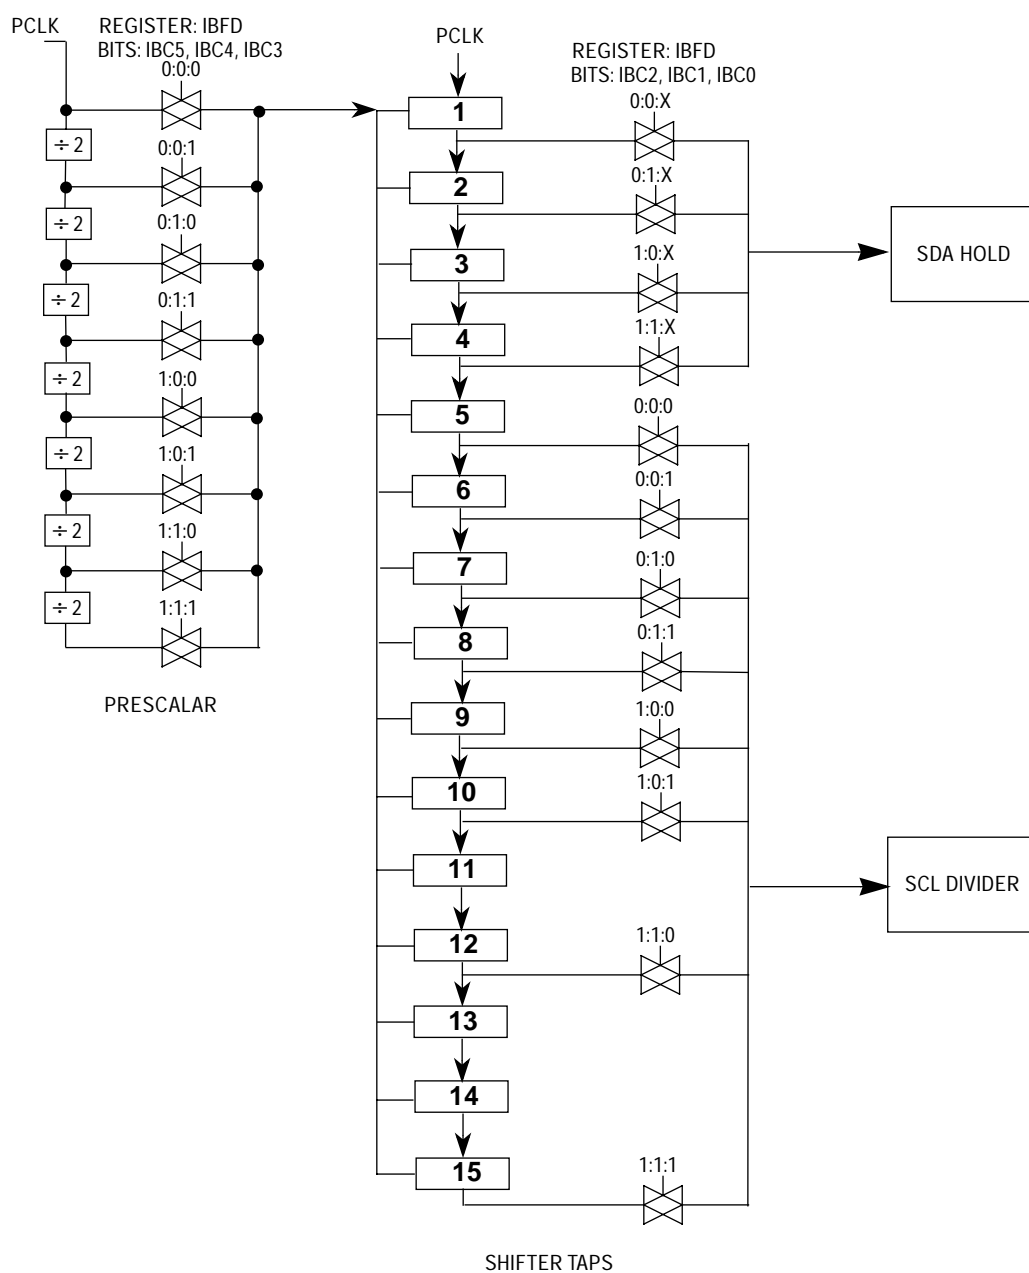 PCLK
REGISTER: IBFD
BITS: IBC5, IBC4, IBC3
0:0:0
÷ 2
0:0:1
÷ 2
0:1:0
÷ 2
0:1:1
÷ 2
1:0:0
÷ 2
1:0:1
÷ 2
1:1:0
÷ 2
1:1:1
PRESCALAR
PCLK
1
2
3
4
5
6
7
8
9
10
11
12
13
14
15
SHIFTER TAPS
REGISTER: IBFD
BITS: IBC2, IBC1, IBC0
0:0:X
0:1:X
1:0:X
1:1:X
0:0:0
0:0:1
0:1:0
0:1:1
1:0:0
1:0:1
1:1:0
1:1:1
SDA HOLD
SCL DIVIDER